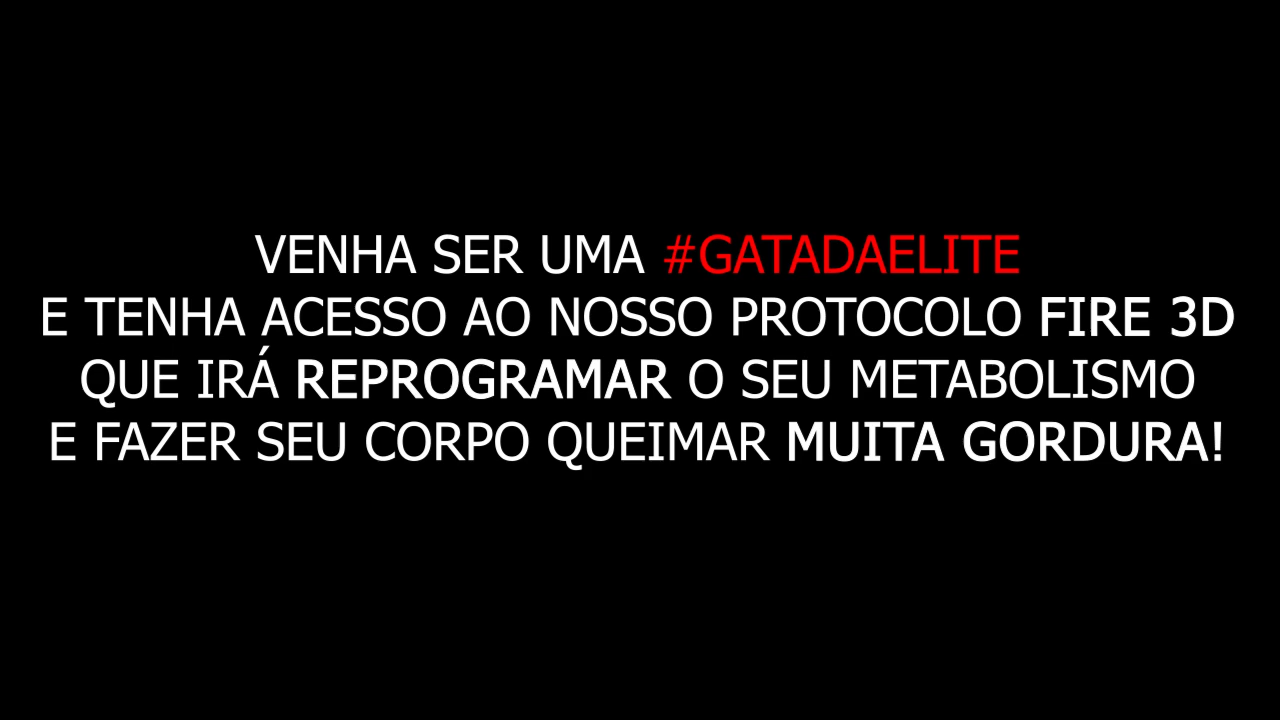 VENHA SER UMA #GATADAELITE
E TENHA ACESSO AO NOSSO PROTOCOLO FIRE 3D
QUE IRÁ REPROGRAMAR O SEU METABOLISMO
E FAZER SEU CORPO QUEIMAR MUITA GORDURA!